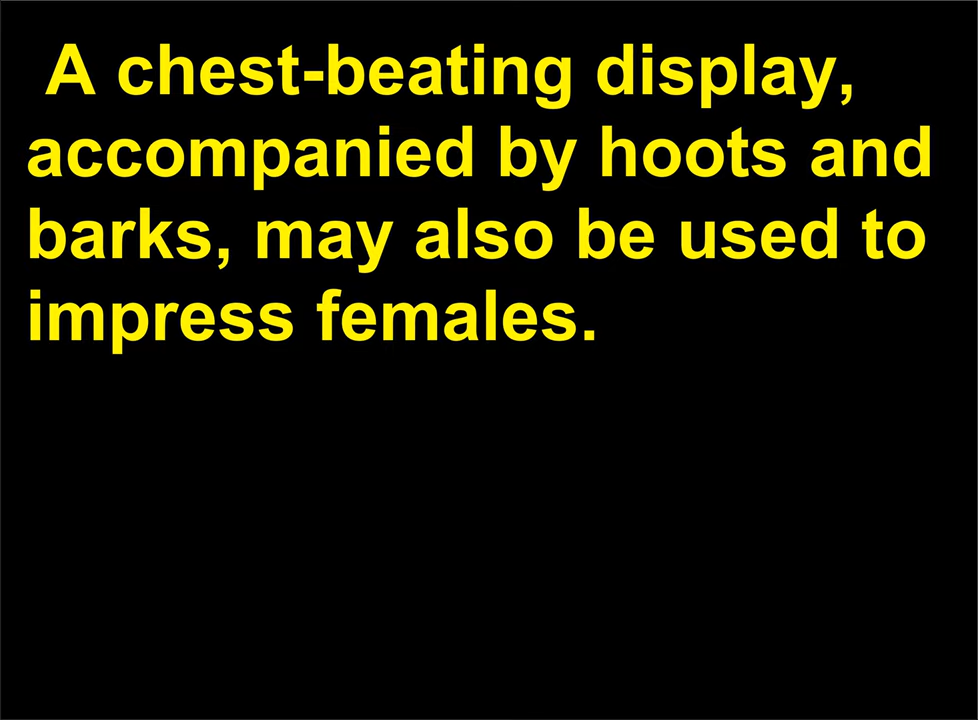 A chest-beating display,
accompanied by hoots and
barks, may also be used to
impress females.